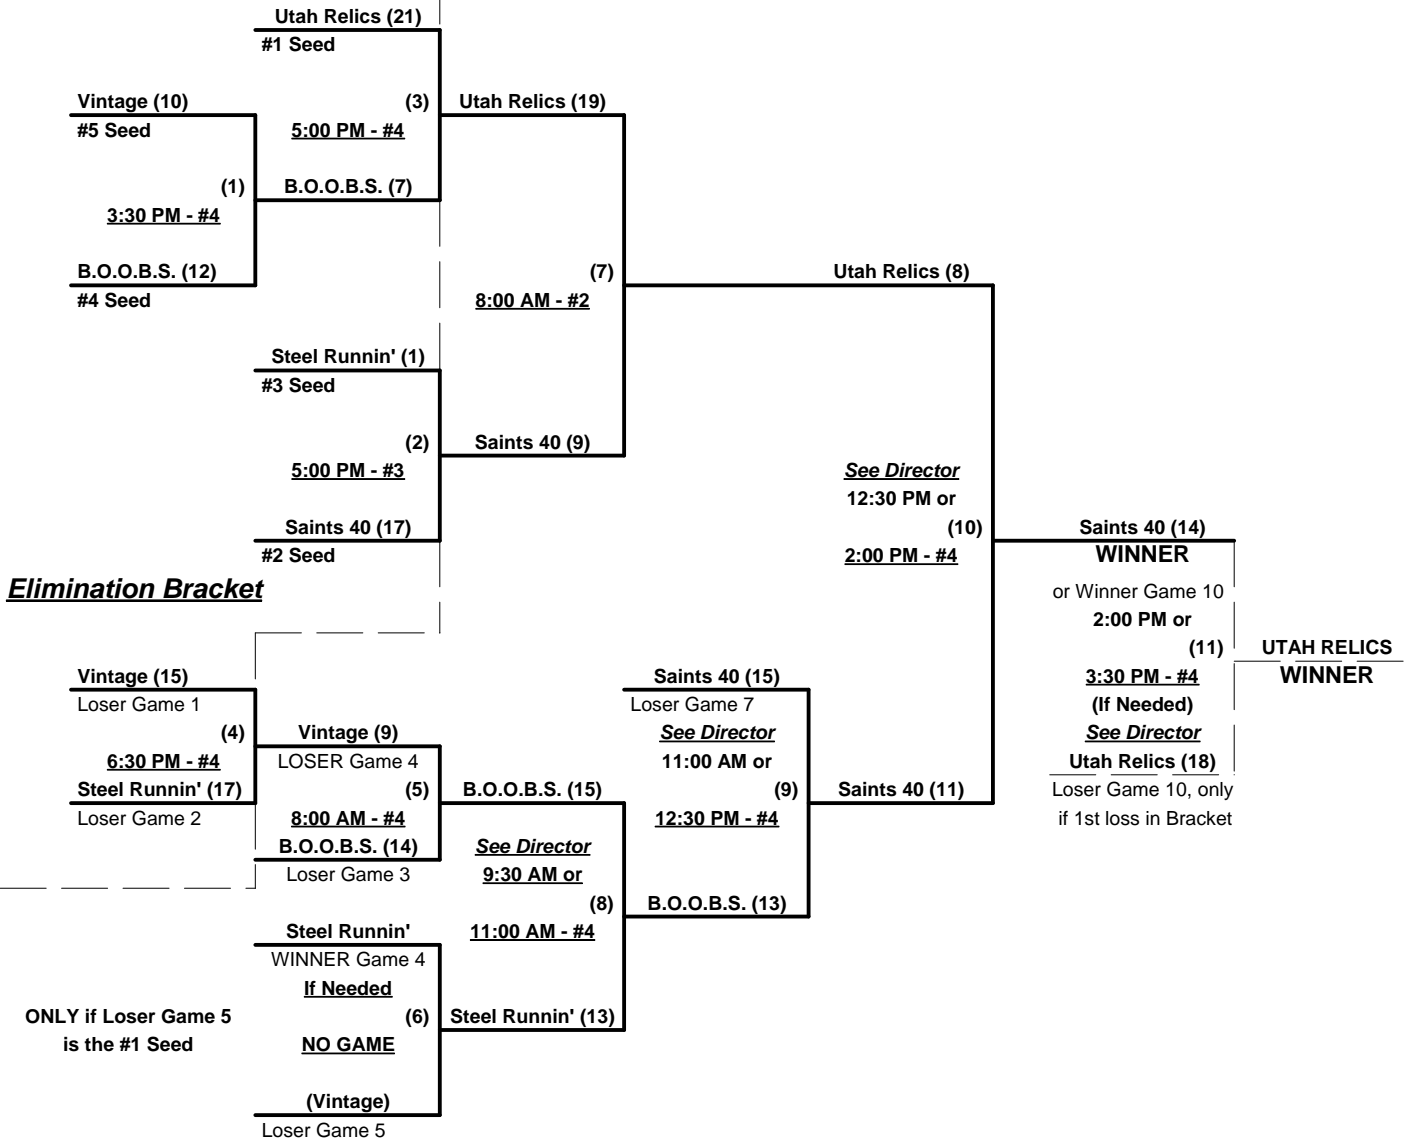 Utah Relics (21)
#1 Seed
Vintage (10)
(3)
Utah Relics (19)
#5 Seed
5:00 PM - #4
(1)
B.O.O.B.S. (7)
3:30 PM - #4
B.O.O.B.S. (12)
(7)
Utah Relics (8)
#4 Seed
8:00 AM - #2
Steel Runnin' (1)
#3 Seed
(2)
Saints 40 (9)
5:00 PM - #3
See Director
12:30 PM or
Saints 40 (17)
(10)
Saints 40 (14)
#2 Seed
2:00 PM - #4
WINNER
Elimination Bracket
or Winner Game 10
2:00 PM or
(11)
UTAH RELICS
Vintage (15)
Saints 40 (15)
3:30 PM - #4
WINNER
Loser Game 1
Loser Game 7
(If Needed)
(4)
Vintage (9)
See Director
See Director
6:30 PM - #4
LOSER Game 4
11:00 AM or
Utah Relics (18)
Steel Runnin' (17)
(5)
B.O.O.B.S. (15)
(9)
Saints 40 (11)
Loser Game 10, only
Loser Game 2
8:00 AM - #4
12:30 PM - #4
if 1st loss in Bracket
B.O.O.B.S. (14)
See Director
Loser Game 3
9:30 AM or
(8)
B.O.O.B.S. (13)
Steel Runnin'
11:00 AM - #4
WINNER Game 4
If Needed
ONLY if Loser Game 5
(6)
Steel Runnin' (13)
is the #1 Seed
NO GAME
(Vintage)
Loser Game 5